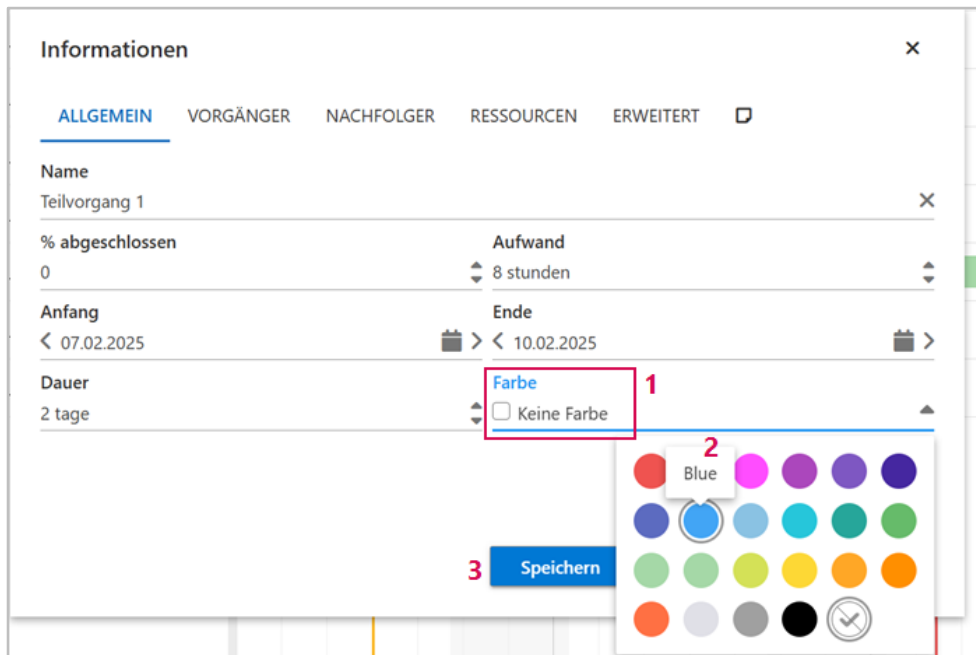 Informationen
ALLGEMEIN VORGÄNGER NACHFOLGER RESSOURCEN ERWEITERT
Name
Teilvorgang 1
% abgeschlossen Aufwand
0 8 stunden
Anfang Ende
07.02.2025 10.02.2025
Dauer Farbe 1
2 tage Keine Farbe
2
Blue
3 Speichern